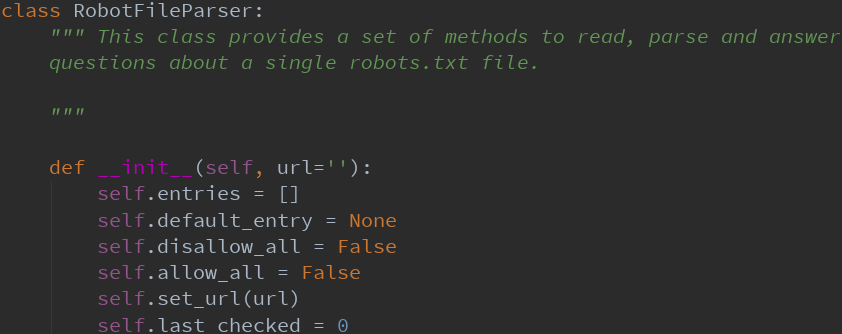 class RobotFileParser:
    """ This class provides a set of methods to read, parse and answer
    questions about a single robots.txt file.

    """

    def __init__(self, url=''):
        self.entries = []
        self.default_entry = None
        self.disallow_all = False
        self.allow_all = False
        self.set_url(url)
        self.last_checked = 0